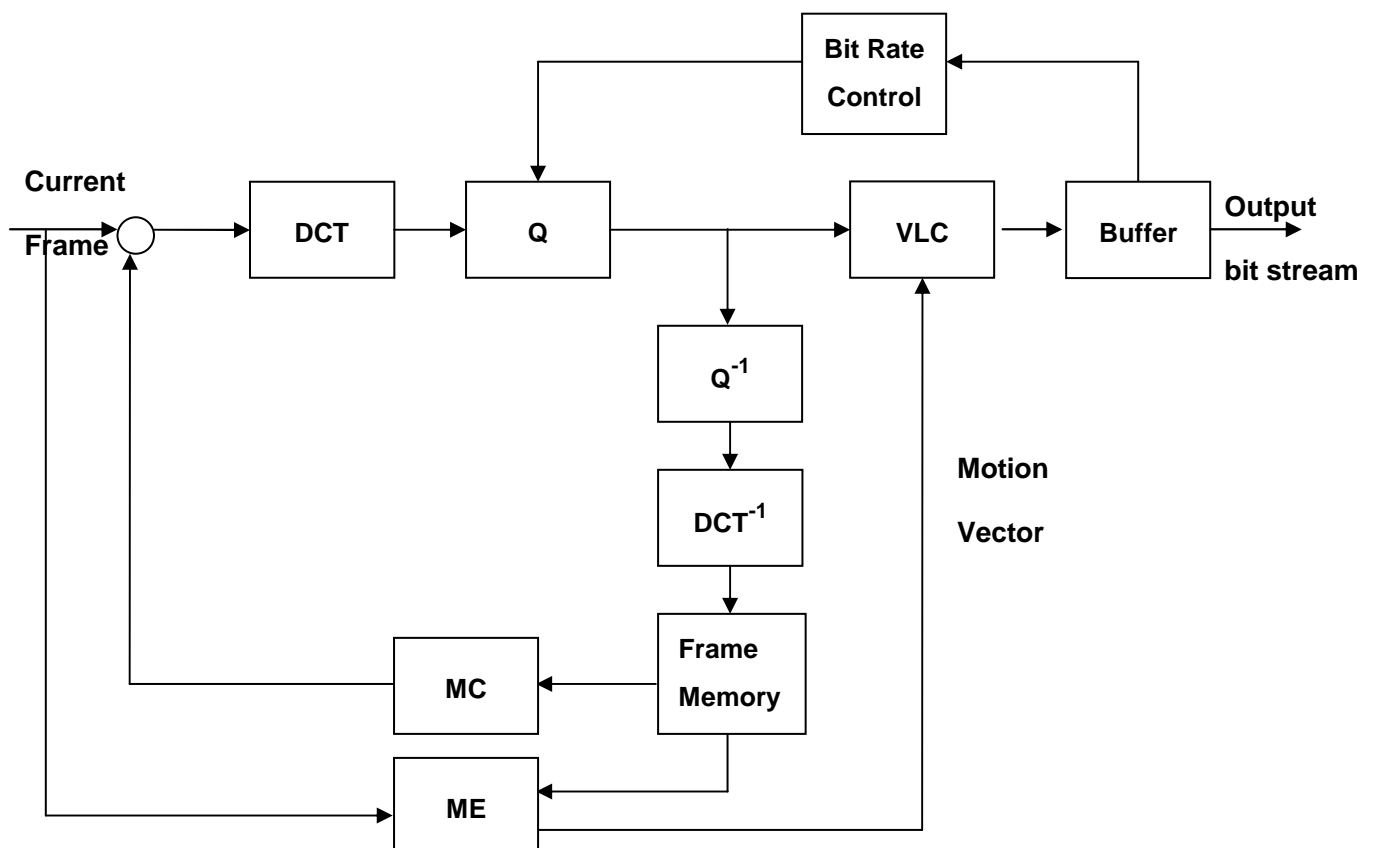 Bit Rate
Control
Current
Frame
DCT
Q
VLC
Buffer
Output
bit stream
Q⁻¹
DCT⁻¹
Motion
Vector
Frame
Memory
MC
ME